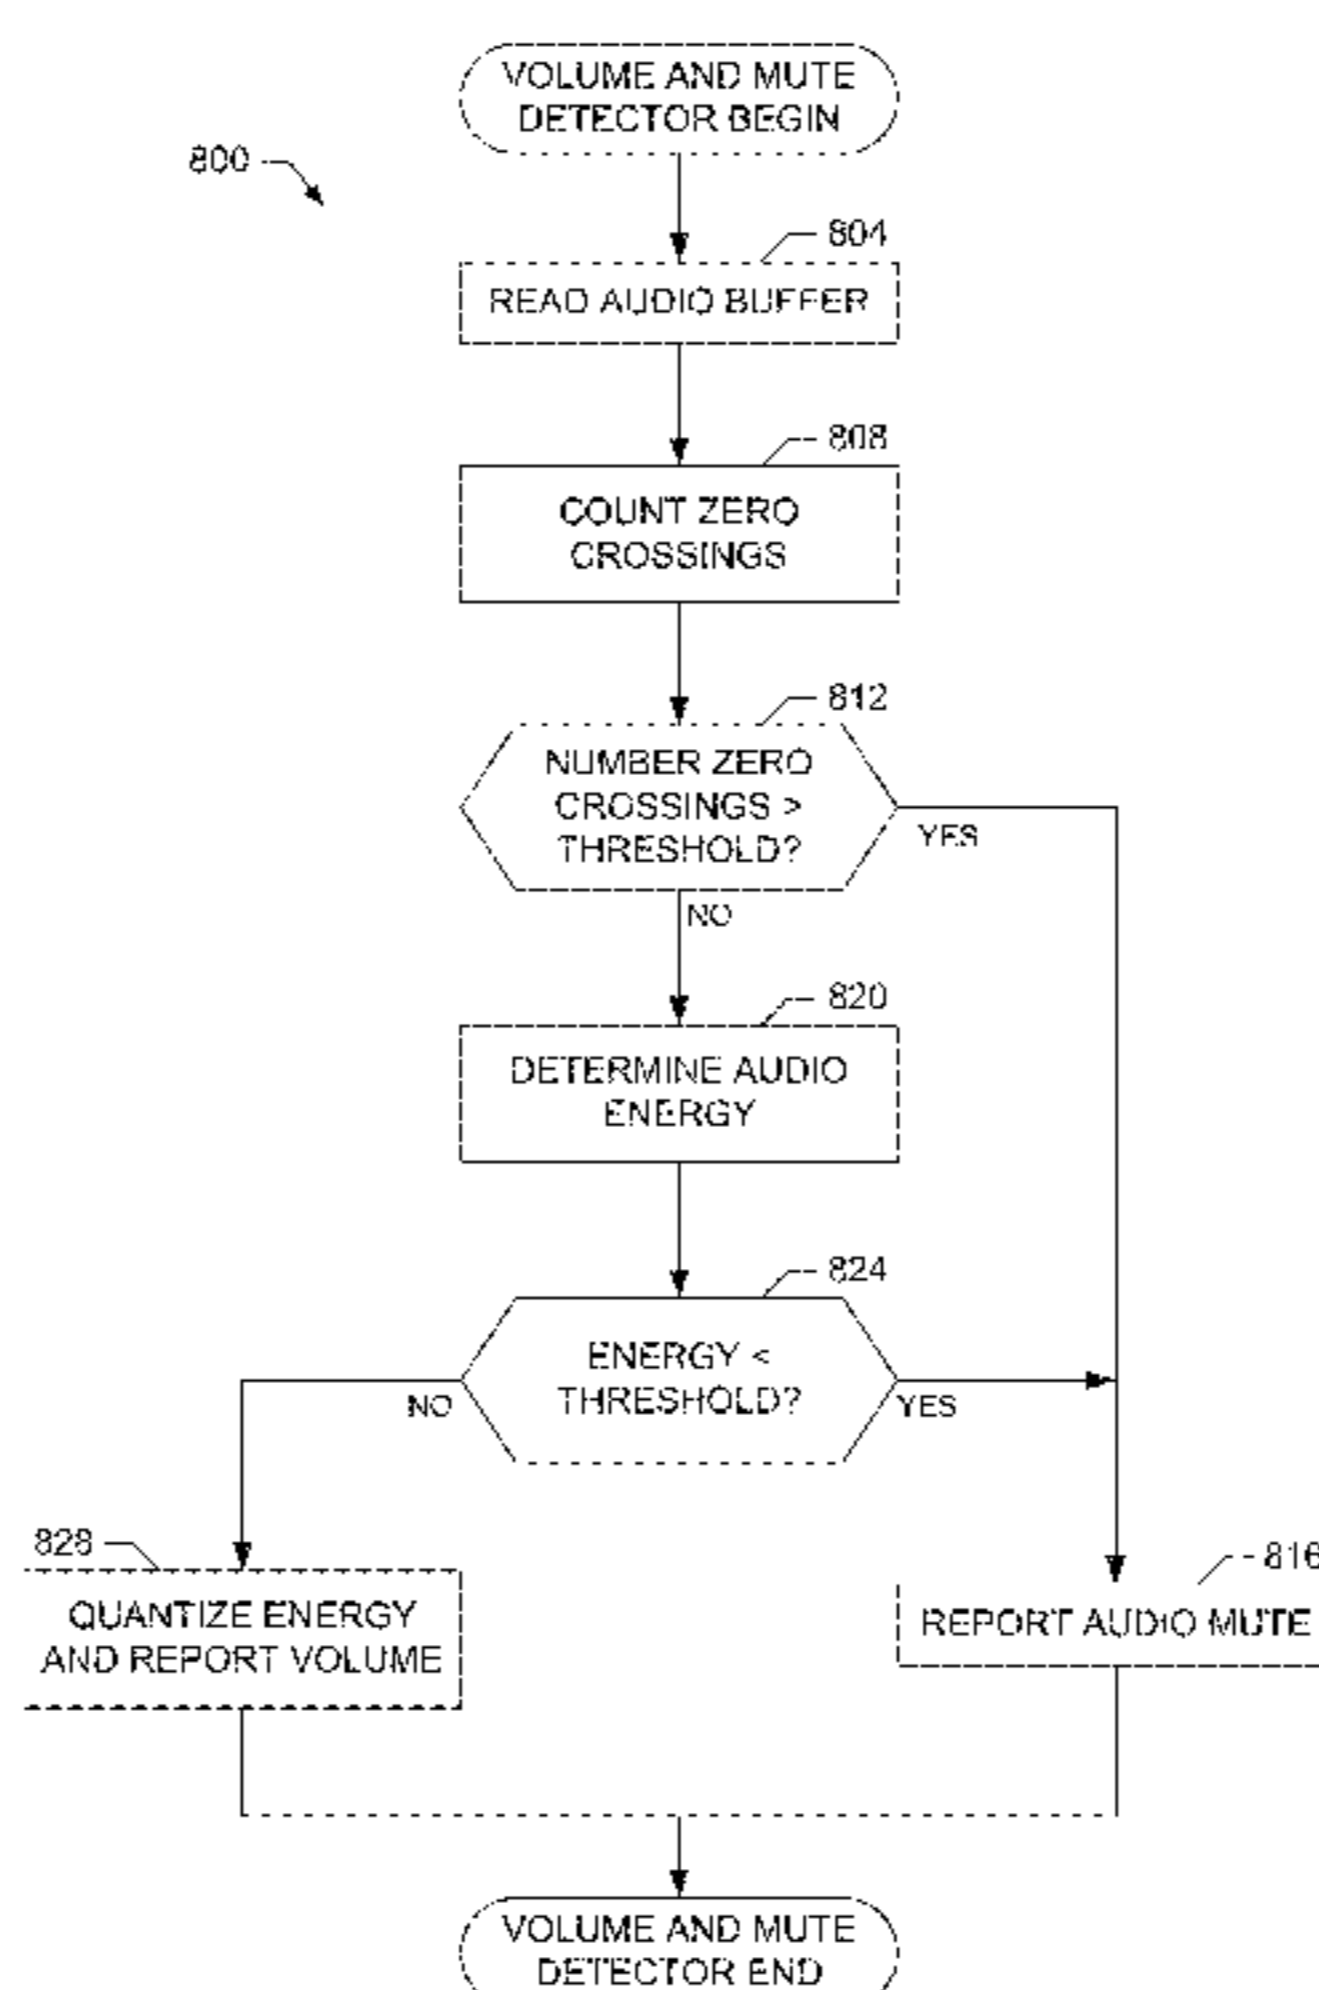 VOLUME AND MUTE
DETECTOR BEGIN
800
804
READ AUDIO BUFFER
808
COUNT ZERO
CROSSINGS
812
NUMBER ZERO
CROSSINGS >
THRESHOLD?
YES
NO
820
DETERMINE AUDIO
ENERGY
824
ENERGY <
THRESHOLD?
NO
YES
828
QUANTIZE ENERGY
AND REPORT VOLUME
816
REPORT AUDIO MUTE
VOLUME AND MUTE
DETECTOR END